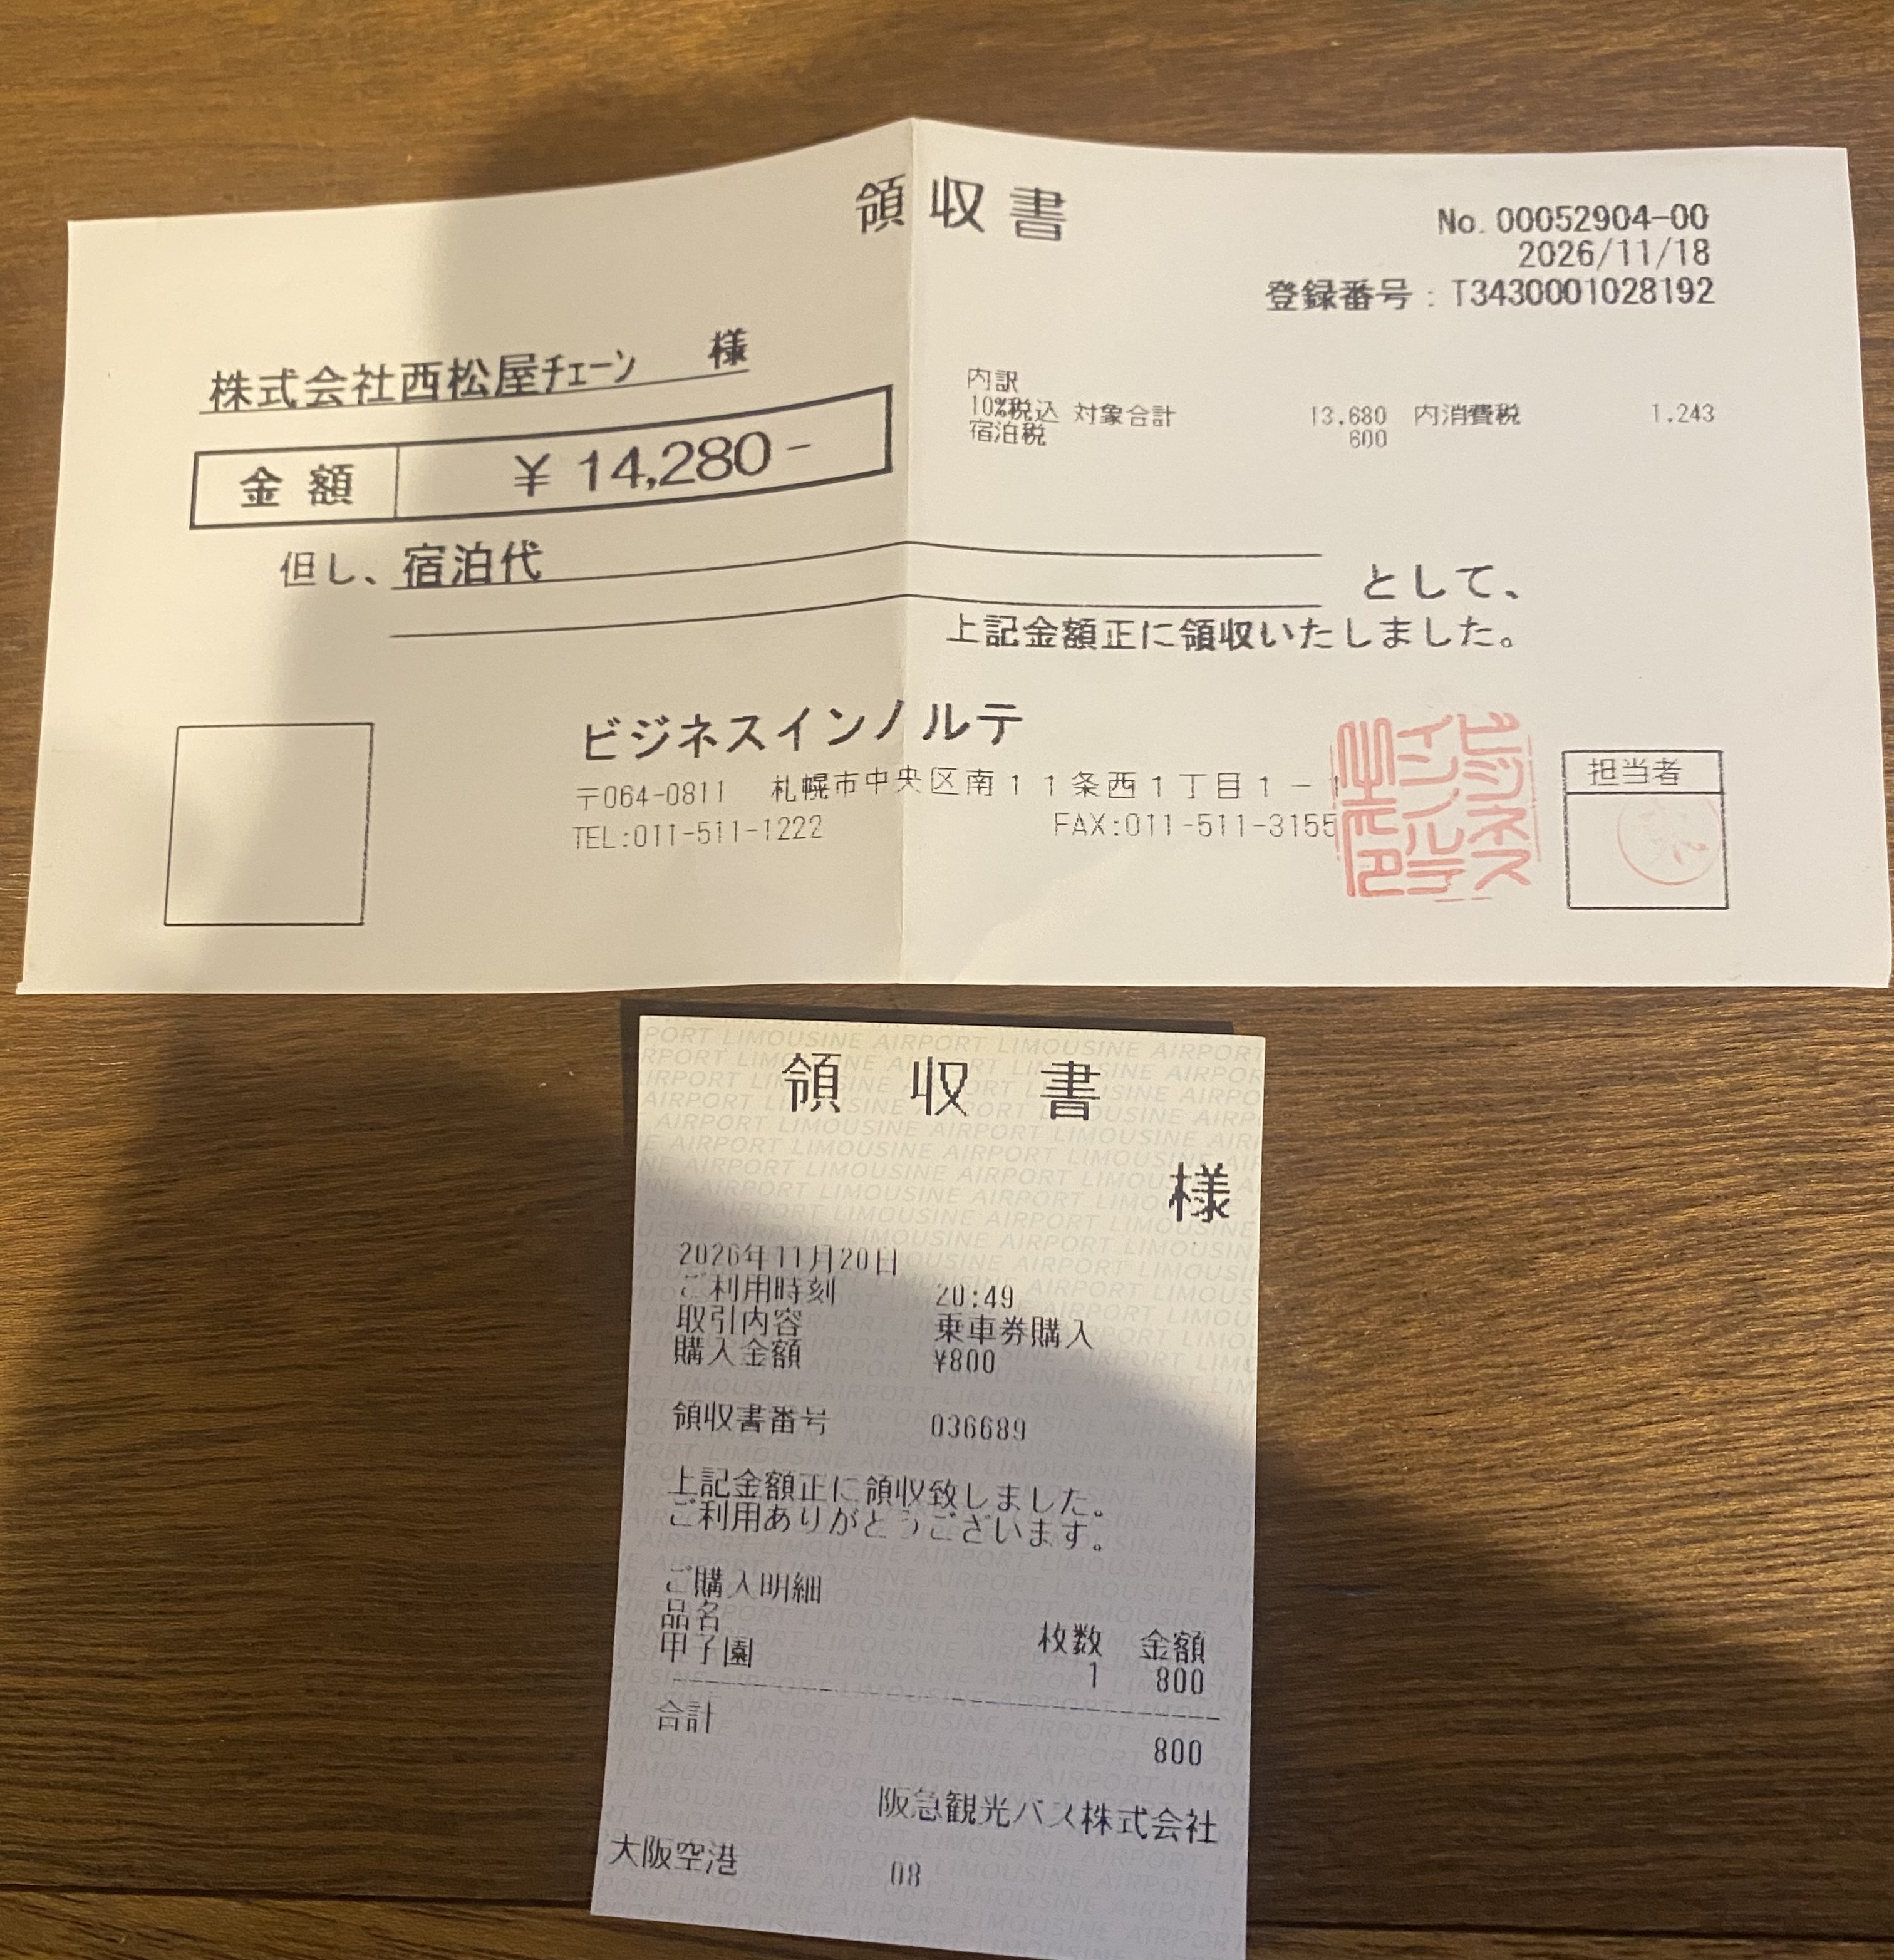 領収書
No.00052904-00
2026/11/18
登録番号：T3430001028192
株式会社西松屋ﾁｪｰﾝ 様
金額 ￥14,280-
内訳
10%税込 対象合計 13,680 内消費税 1,243
宿泊税 600
但し、宿泊代 として、
上記金額正に領収いたしました。
ビジネスインノルテ
〒064-0811 札幌市中央区南１１条西１丁目１－１
TEL:011-511-1222 FAX:011-511-3155
ビジネス
インノルテ
担当者
領収書
様
2026年11月20日
ご利用時刻 20:49
取引内容 乗車券購入
購入金額 ¥800
領収書番号 036689
上記金額正に領収致しました。
ご利用ありがとうございます。
ご購入明細
品名 枚数 金額
甲子園 1 800
合計 800
阪急観光バス株式会社
大阪空港 08